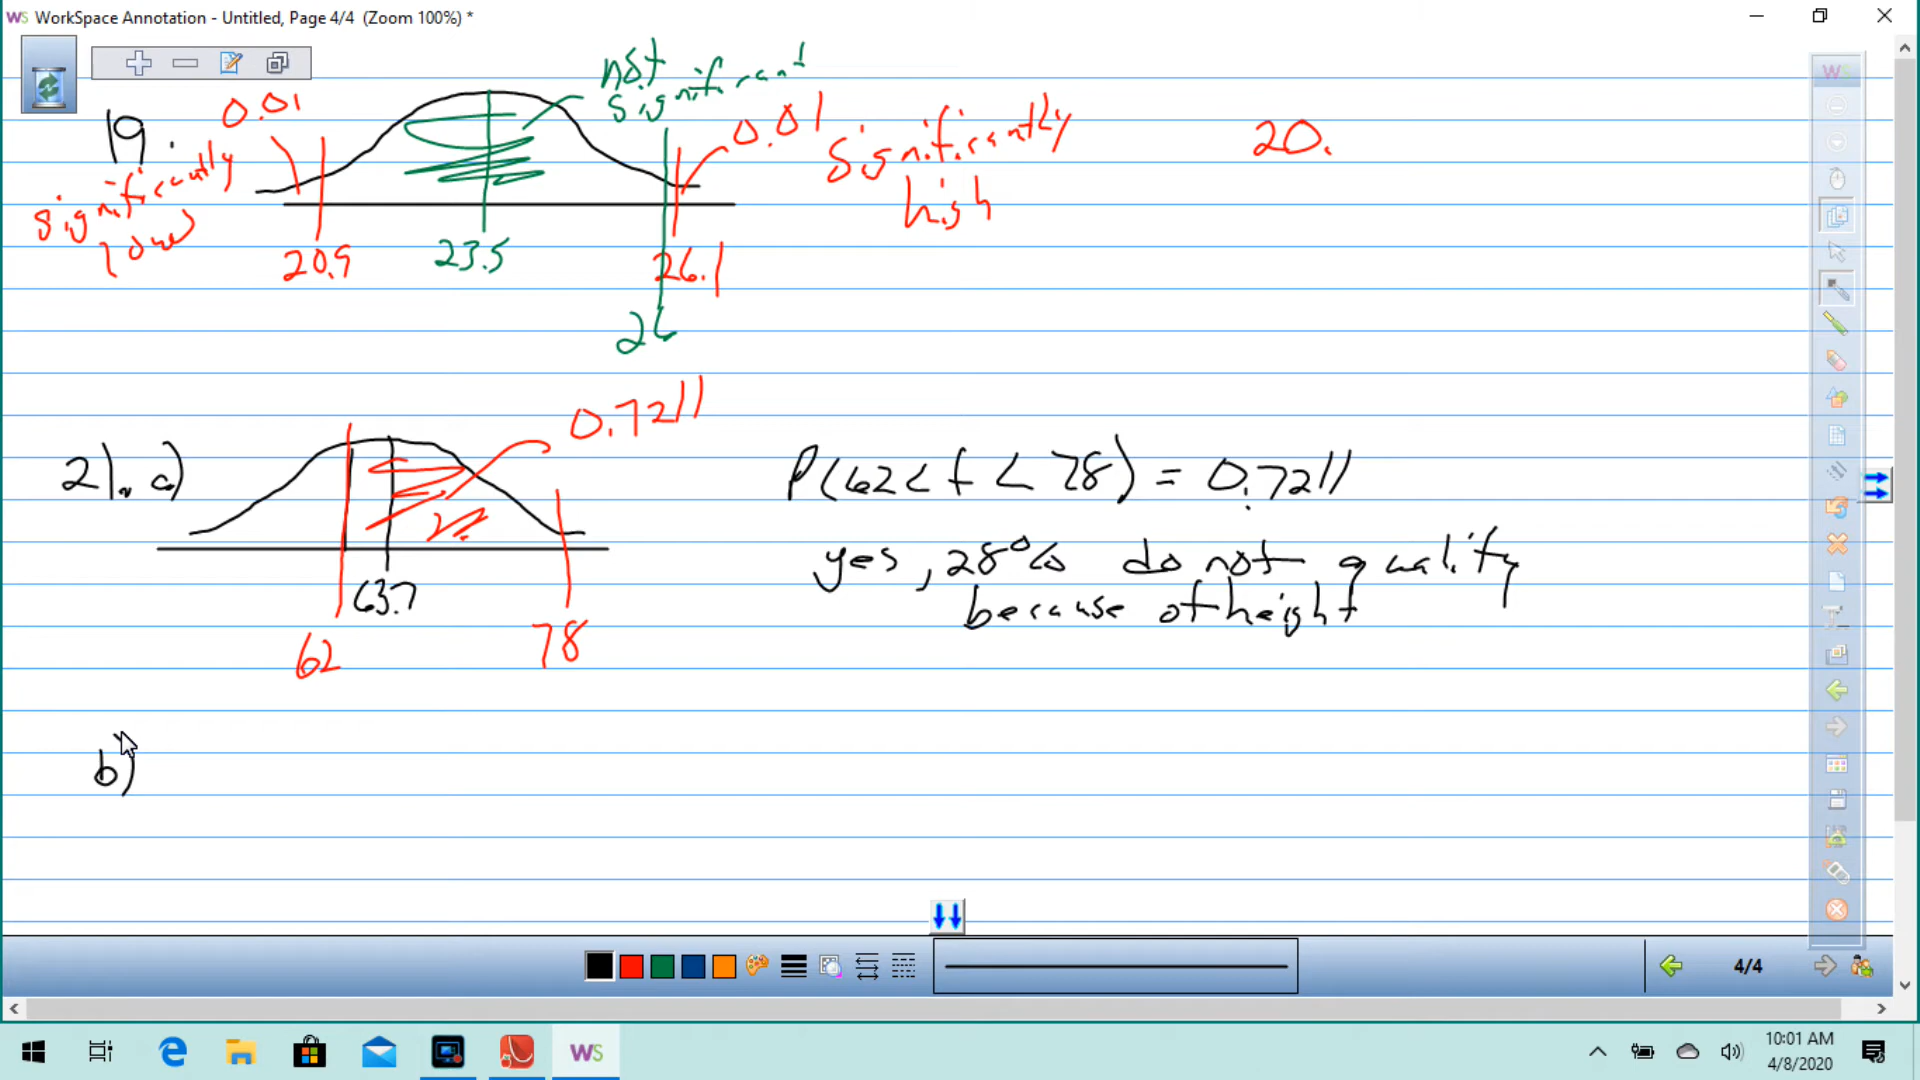 WS WorkSpace Annotation - Untitled, Page 4/4 (Zoom 100%) *
not
significant
0.01
19.
0.01
significantly
high
20.
significantly
low
20.9
23.5
26.1
26
0.7211
21. a)
P(62 < f < 78) = 0.7211
yes, 28% do not qualify
because of height
63.7
62
78
b)
4/4
WS
10:01 AM
4/8/2020